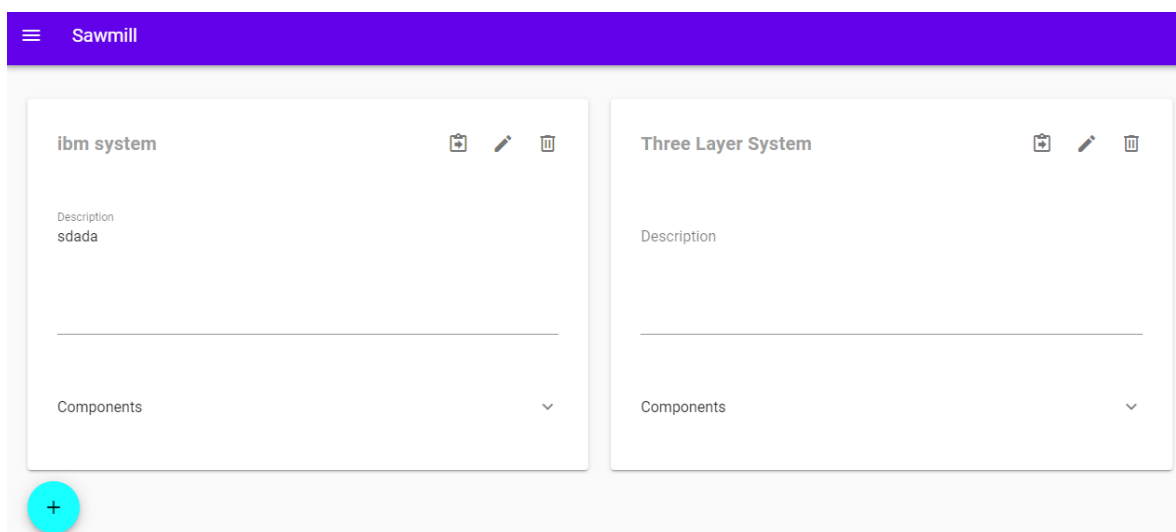 Sawmill
ibm system
Description
sdada
Components
Three Layer System
Description
Components
+